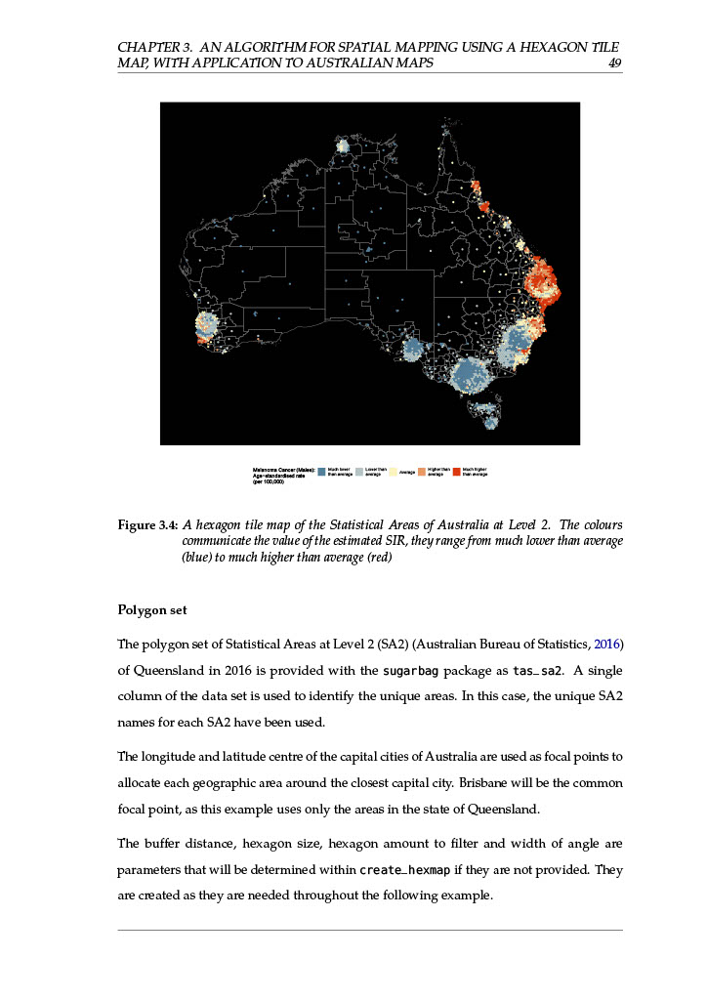 CHAPTER 3. AN ALGORITHM FOR SPATIAL MAPPING USING A HEXAGON TILE
MAP, WITH APPLICATION TO AUSTRALIAN MAPS 49
Melanoma Cancer (Males): Much lower Lower than Average Higher than Much higher
Age-standardised rate than average average average than average
(per 100,000)
Figure 3.4: A hexagon tile map of the Statistical Areas of Australia at Level 2. The colours
communicate the value of the estimated SIR, they range from much lower than average
(blue) to much higher than average (red)
Polygon set
The polygon set of Statistical Areas at Level 2 (SA2) (Australian Bureau of Statistics, 2016)
of Queensland in 2016 is provided with the sugarbag package as tas_sa2. A single
column of the data set is used to identify the unique areas. In this case, the unique SA2
names for each SA2 have been used.
The longitude and latitude centre of the capital cities of Australia are used as focal points to
allocate each geographic area around the closest capital city. Brisbane will be the common
focal point, as this example uses only the areas in the state of Queensland.
The buffer distance, hexagon size, hexagon amount to filter and width of angle are
parameters that will be determined within create_hexmap if they are not provided. They
are created as they are needed throughout the following example.